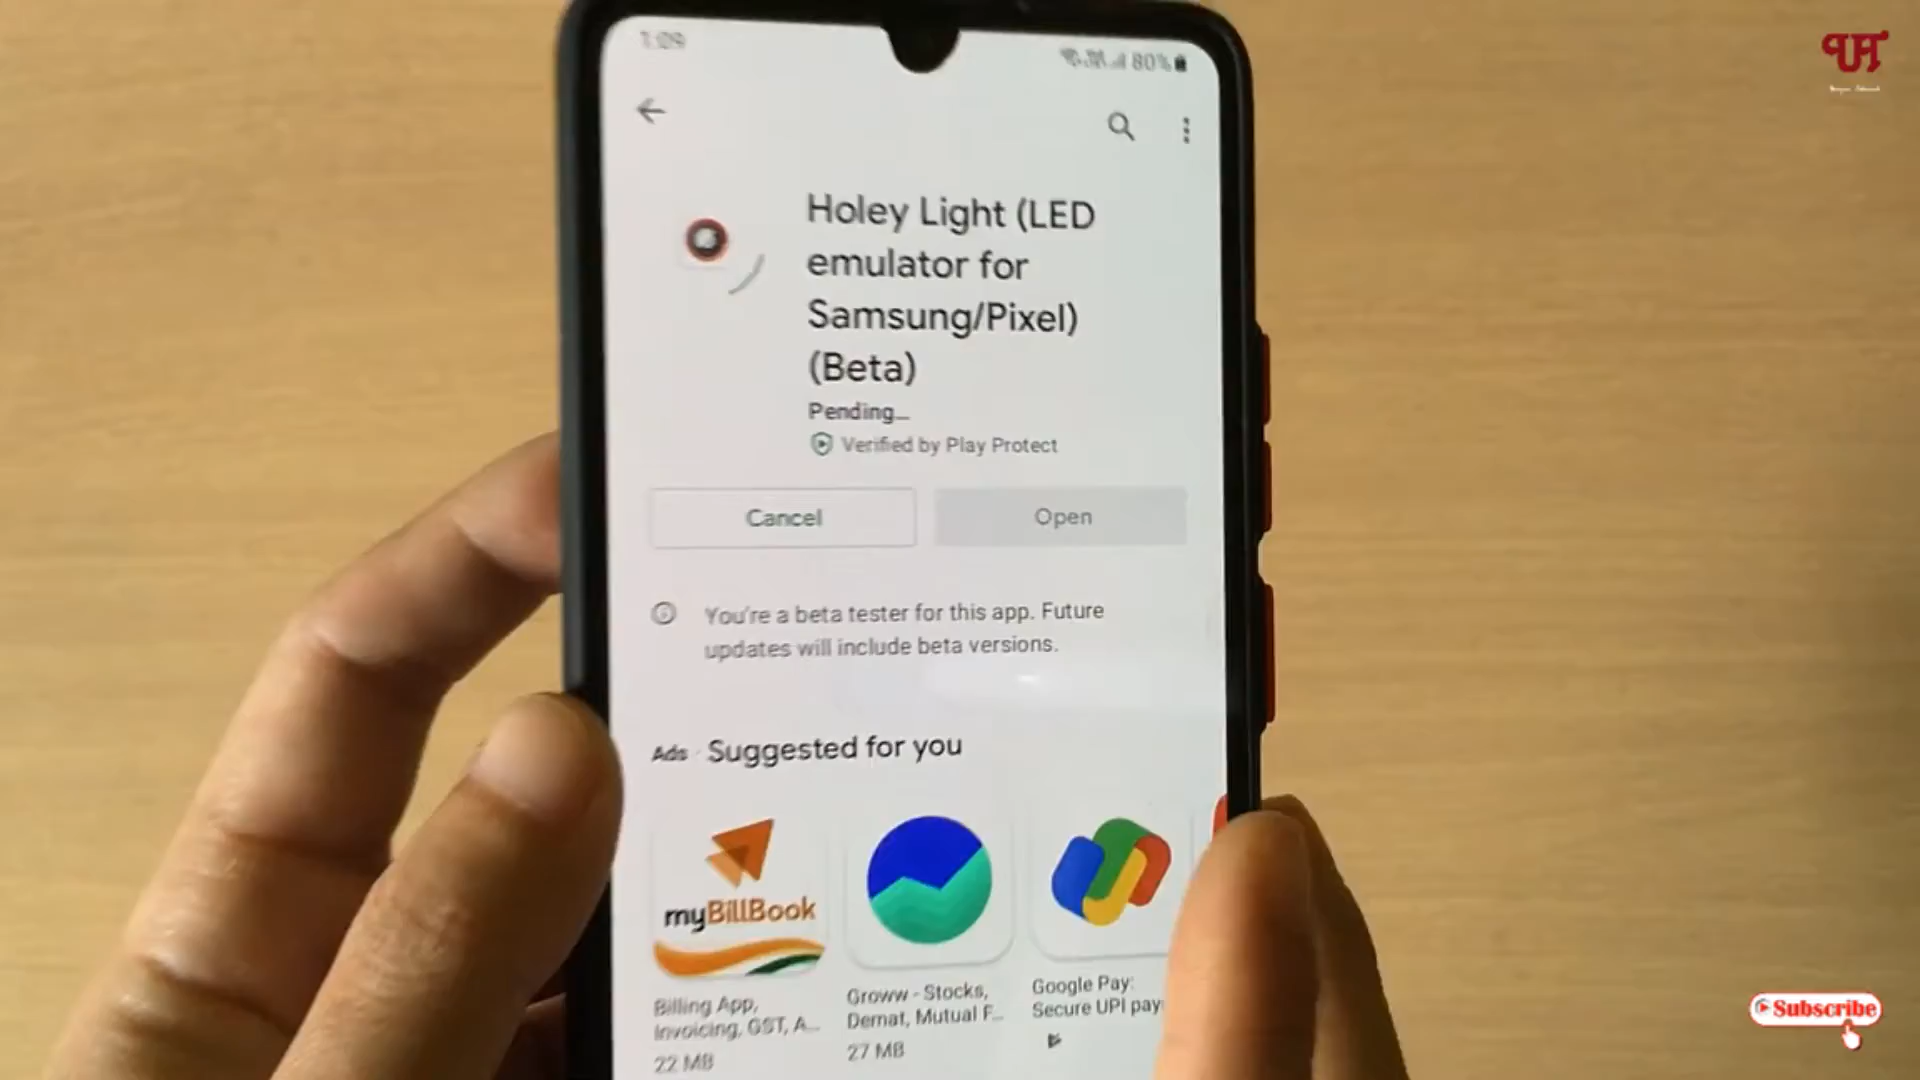 1:09
80%
Holey Light (LED
emulator for
Samsung/Pixel)
(Beta)
Pending...
Verified by Play Protect
Cancel
Open
You're a beta tester for this app. Future
updates will include beta versions.
Ads · Suggested for you
myBillBook
Billing App,
Invoicing, GST, A...
22 MB
Groww - Stocks,
Demat, Mutual F...
27 MB
Google Pay:
Secure UPI pay
Subscribe